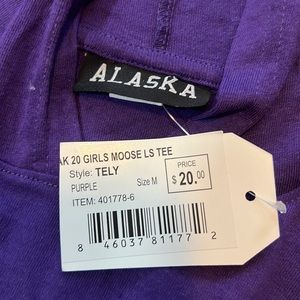 ALASKA
AK 20 GIRLS MOOSE LS TEE
Style: TELY
PURPLE Size M
ITEM: 401778-6
PRICE
$ 20.00
8 46037 81177 2